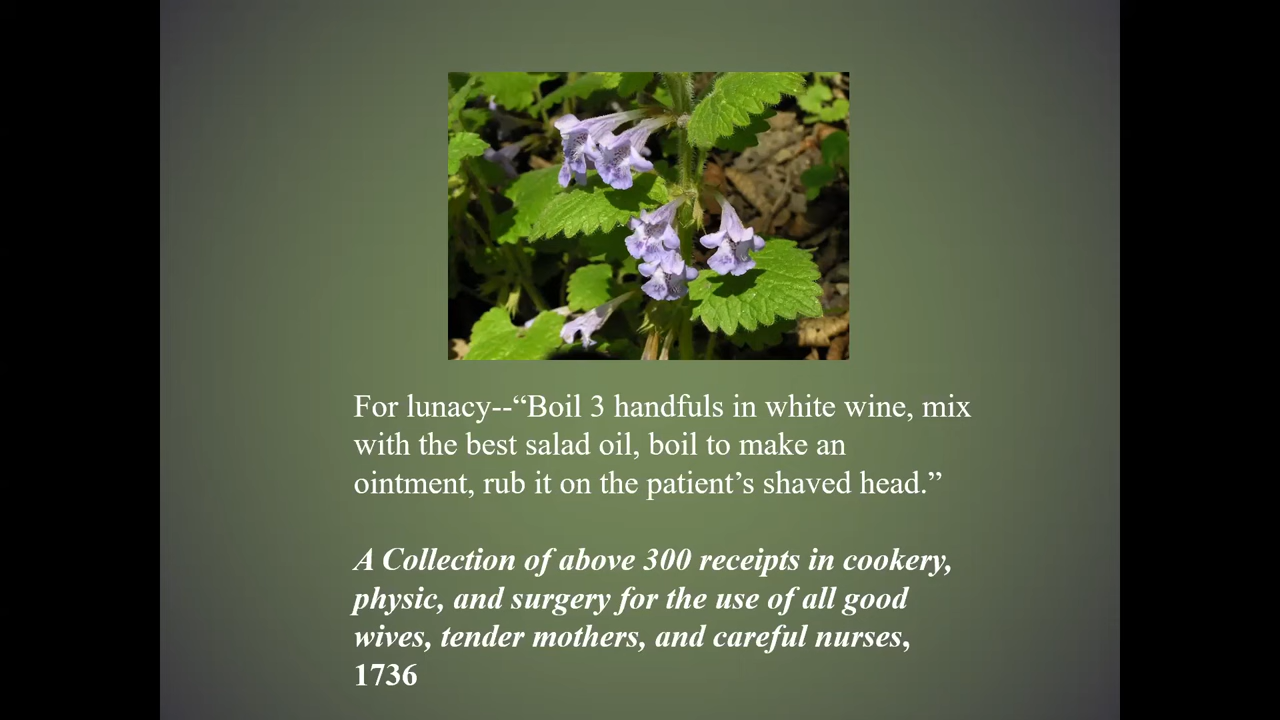 For lunacy--“Boil 3 handfuls in white wine, mix
with the best salad oil, boil to make an
ointment, rub it on the patient’s shaved head.”
A Collection of above 300 receipts in cookery,
physic, and surgery for the use of all good
wives, tender mothers, and careful nurses,
1736